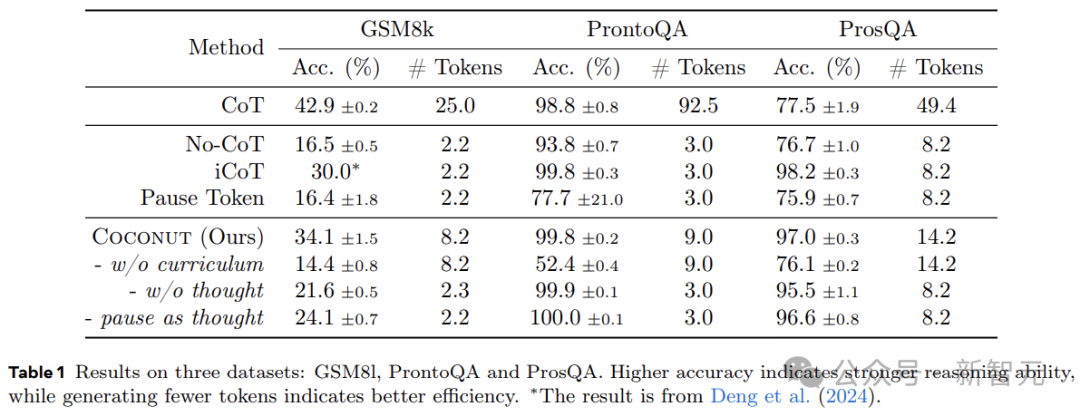 Method GSM8k ProntoQA ProsQA
Acc. (%) # Tokens Acc. (%) # Tokens Acc. (%) # Tokens
CoT 42.9 ±0.2 25.0 98.8 ±0.8 92.5 77.5 ±1.9 49.4
No-CoT 16.5 ±0.5 2.2 93.8 ±0.7 3.0 76.7 ±1.0 8.2
iCoT 30.0* 2.2 99.8 ±0.3 3.0 98.2 ±0.3 8.2
Pause Token 16.4 ±1.8 2.2 77.7 ±21.0 3.0 75.9 ±0.7 8.2
COCONUT (Ours) 34.1 ±1.5 8.2 99.8 ±0.2 9.0 97.0 ±0.3 14.2
- w/o curriculum 14.4 ±0.8 8.2 52.4 ±0.4 9.0 76.1 ±0.2 14.2
- w/o thought 21.6 ±0.5 2.3 99.9 ±0.1 3.0 95.5 ±1.1 8.2
- pause as thought 24.1 ±0.7 2.2 100.0 ±0.1 3.0 96.6 ±0.8 8.2
Table 1 Results on three datasets: GSM8l, ProntoQA and ProsQA. Higher accuracy indicates stronger reasoning ability,
while generating fewer tokens indicates better efficiency. *The result is from Deng et al. (2024).
公众号 · 新智元